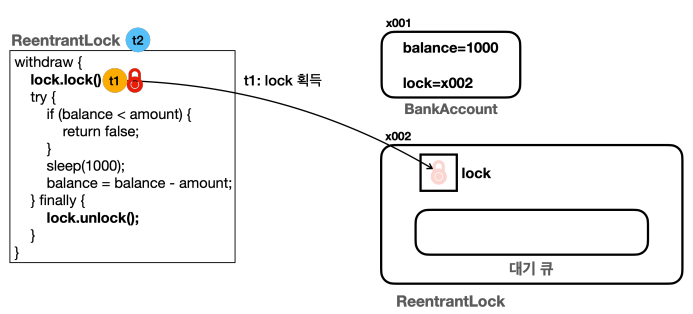 ReentrantLock t2
withdraw {
lock.lock() t1
try {
if (balance < amount) {
return false;
}
sleep(1000);
balance = balance - amount;
} finally {
lock.unlock();
}
}
t1: lock 획득
x001
balance=1000
lock=x002
BankAccount
x002
lock
대기 큐
ReentrantLock